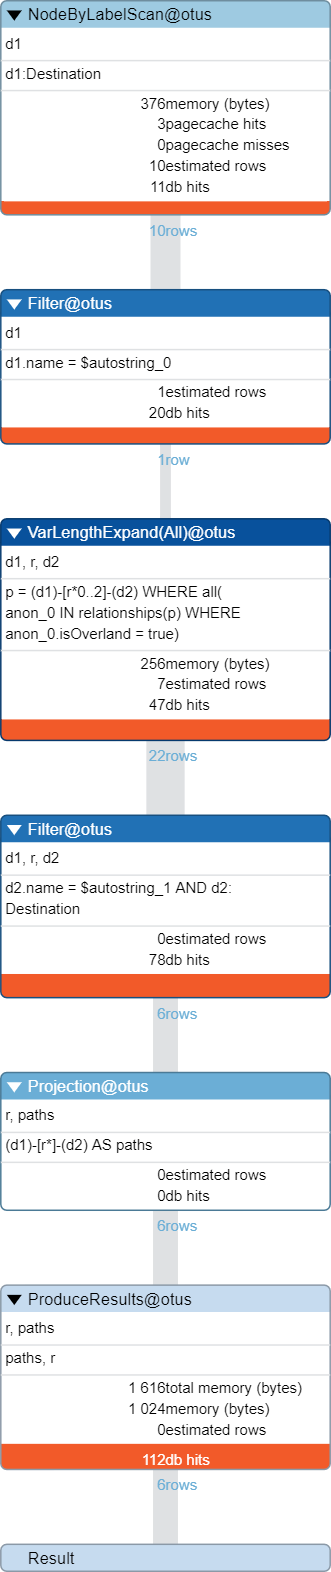 NodeByLabelScan@otus
d1
d1:Destination
376memory (bytes)
3pagecache hits
0pagecache misses
10estimated rows
11db hits
10rows
Filter@otus
d1
d1.name = $autostring_0
1estimated rows
20db hits
1row
VarLengthExpand(All)@otus
d1, r, d2
p = (d1)-[r*0..2]-(d2) WHERE all(
anon_0 IN relationships(p) WHERE
anon_0.isOverland = true)
256memory (bytes)
7estimated rows
47db hits
22rows
Filter@otus
d1, r, d2
d2.name = $autostring_1 AND d2:
Destination
0estimated rows
78db hits
6rows
Projection@otus
r, paths
(d1)-[r*]-(d2) AS paths
0estimated rows
0db hits
6rows
ProduceResults@otus
r, paths
paths, r
1 616total memory (bytes)
1 024memory (bytes)
0estimated rows
112db hits
6rows
Result